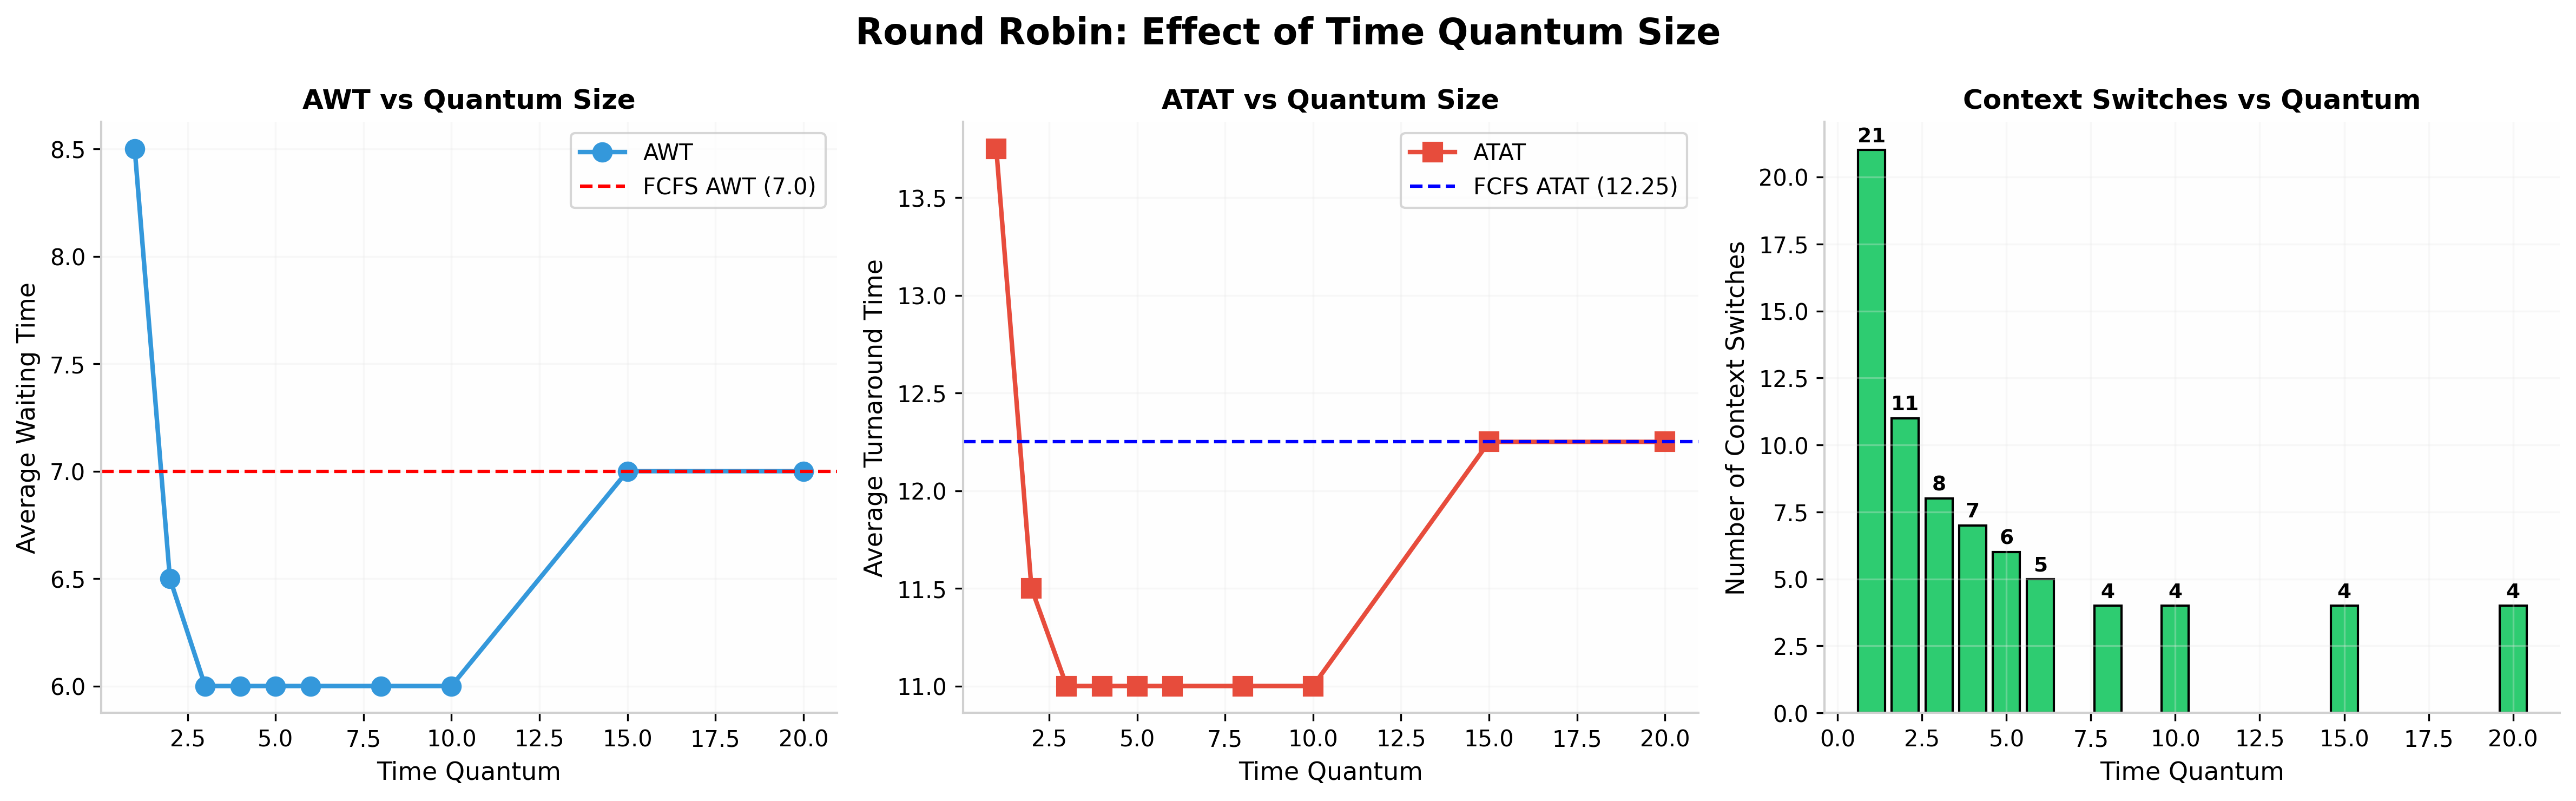 Round Robin: Effect of Time Quantum Size
AWT vs Quantum Size
8.5
8.0
7.5
7.0
6.5
6.0
Average Waiting Time
AWT
FCFS AWT (7.0)
2.5 5.0 7.5 10.0 12.5 15.0 17.5 20.0
Time Quantum
ATAT vs Quantum Size
13.5
13.0
12.5
12.0
11.5
11.0
Average Turnaround Time
ATAT
FCFS ATAT (12.25)
2.5 5.0 7.5 10.0 12.5 15.0 17.5 20.0
Time Quantum
Context Switches vs Quantum
20.0
17.5
15.0
12.5
10.0
7.5
5.0
2.5
0.0
Number of Context Switches
21
11
8
7
6
5
4
4
4
4
0.0 2.5 5.0 7.5 10.0 12.5 15.0 17.5 20.0
Time Quantum